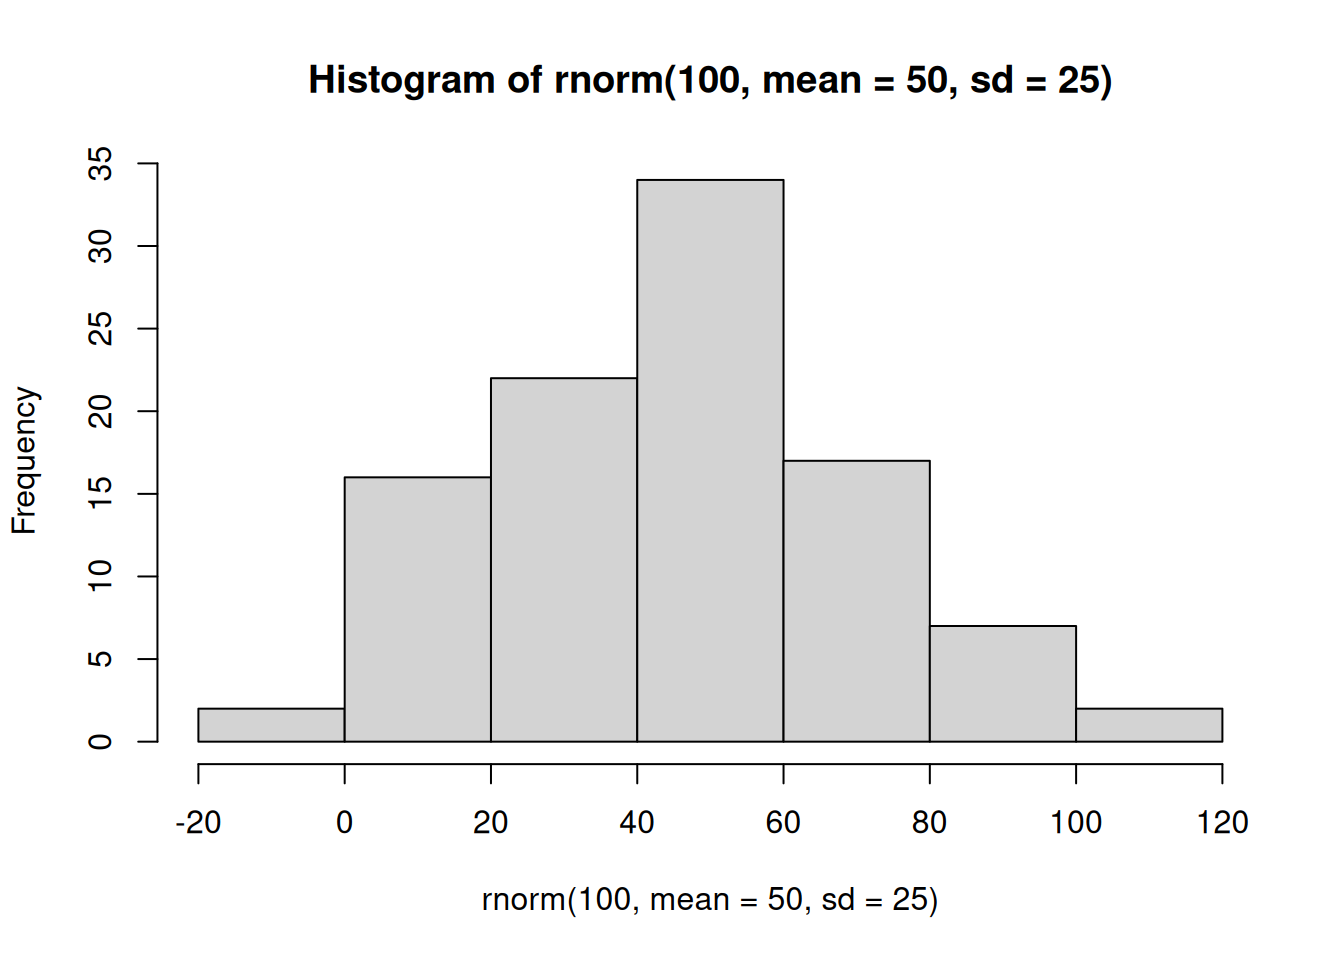 Histogram of rnorm(100, mean = 50, sd = 25)
35
30
25
20
15
10
5
0
Frequency
-20 0 20 40 60 80 100 120
rnorm(100, mean = 50, sd = 25)